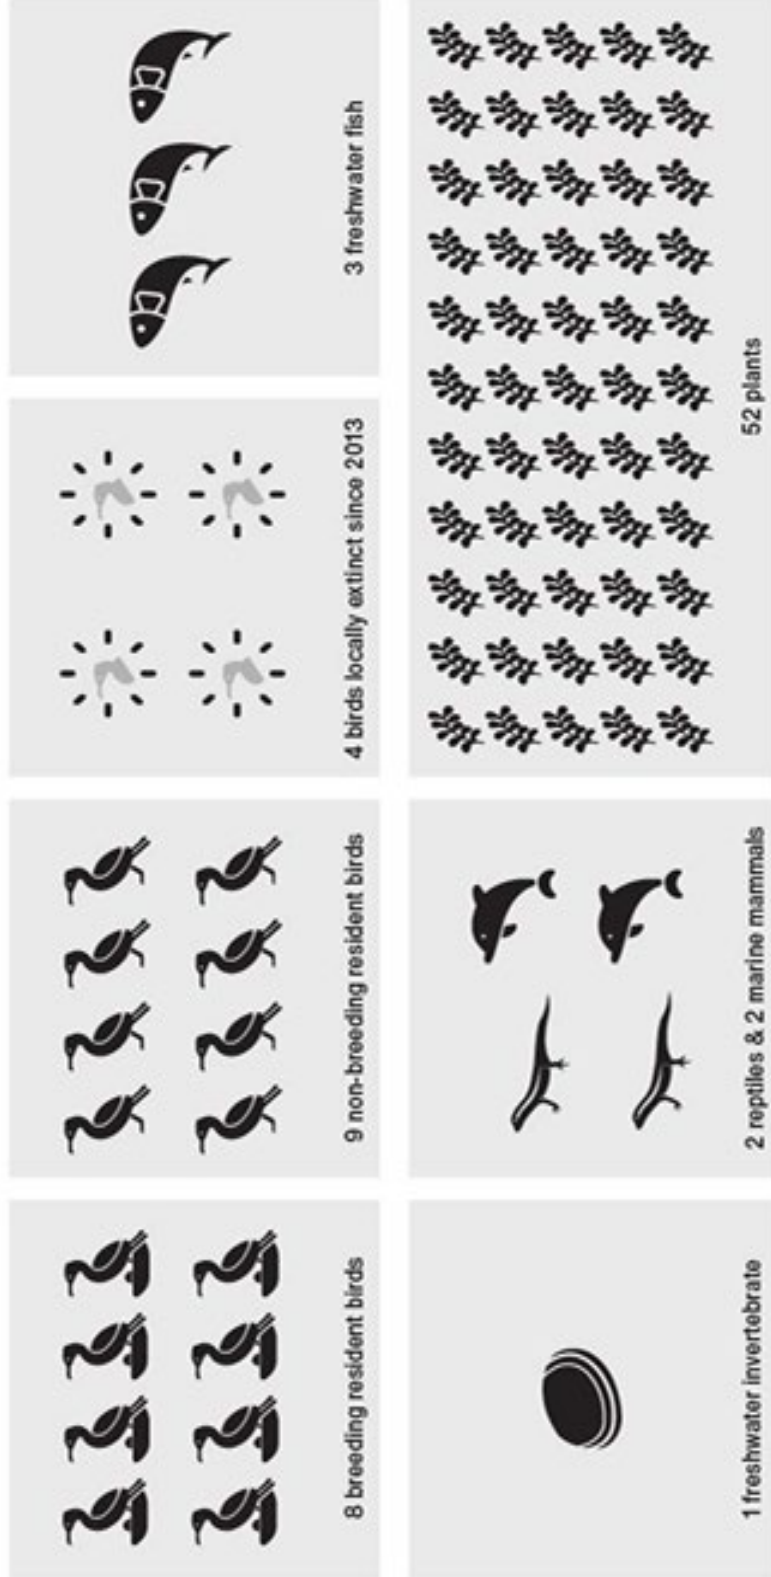 8 breeding resident birds
9 non-breeding resident birds
4 birds locally extinct since 2013
3 freshwater fish
1 freshwater invertebrate
2 reptiles & 2 marine mammals
52 plants